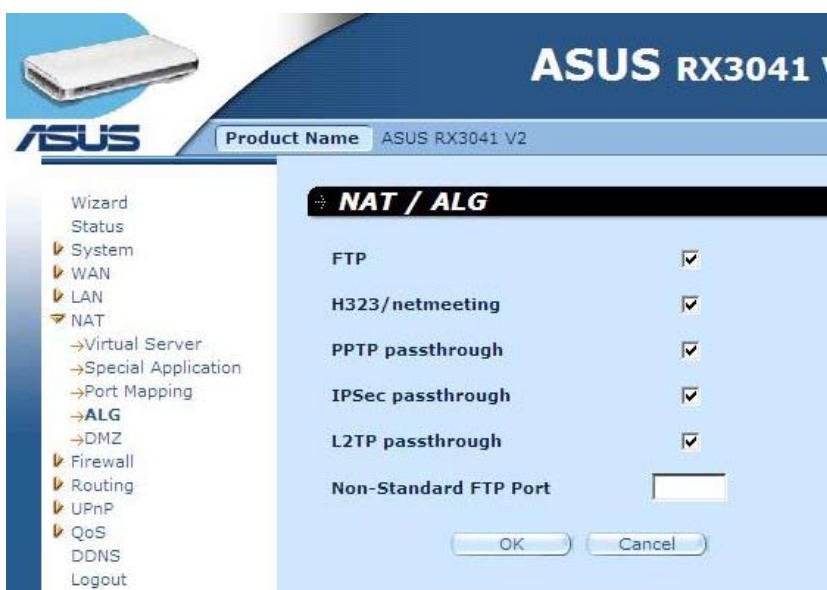 ASUS RX3041
ASUS
Product Name ASUS RX3041 V2
Wizard
Status
System
WAN
LAN
NAT
→Virtual Server
→Special Application
→Port Mapping
→ALG
→DMZ
Firewall
Routing
UPnP
QoS
DDNS
Logout
NAT / ALG
FTP
H323/netmeeting
PPTP passthrough
IPSec passthrough
L2TP passthrough
Non-Standard FTP Port
OK Cancel